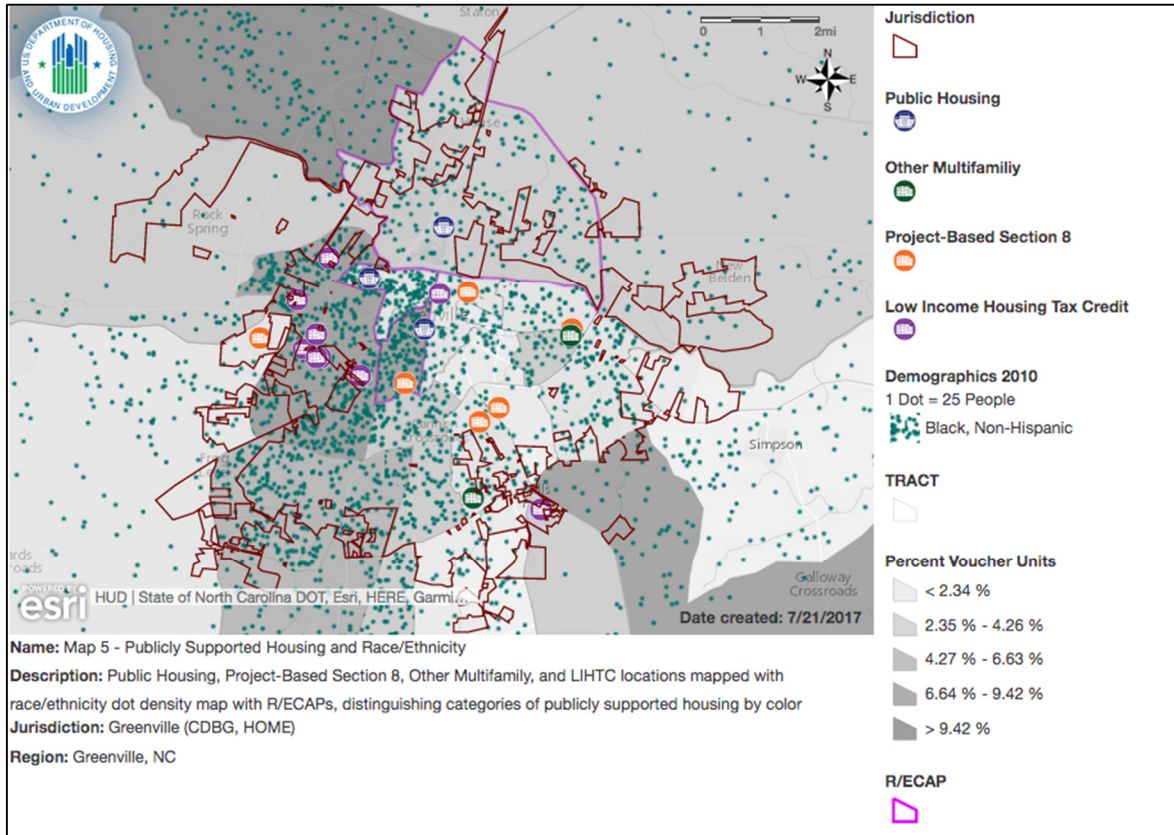 Staton
0 1 2mi
N
W E
S
U.S. DEPARTMENT OF HOUSING
AND URBAN DEVELOPMENT
House
Rock
Spring
New
Belden
Simpson
Galloway
Crossroads
POWERED BY
esri
HUD | State of North Carolina DOT, Esri, HERE, Garmi...
Date created: 7/21/2017
Name: Map 5 - Publicly Supported Housing and Race/Ethnicity
Description: Public Housing, Project-Based Section 8, Other Multifamily, and LIHTC locations mapped with
race/ethnicity dot density map with R/ECAPs, distinguishing categories of publicly supported housing by color
Jurisdiction: Greenville (CDBG, HOME)
Region: Greenville, NC
Jurisdiction
Public Housing
Other Multifamiliy
Project-Based Section 8
Low Income Housing Tax Credit
Demographics 2010
1 Dot = 25 People
Black, Non-Hispanic
TRACT
Percent Voucher Units
< 2.34 %
2.35 % - 4.26 %
4.27 % - 6.63 %
6.64 % - 9.42 %
> 9.42 %
R/ECAP